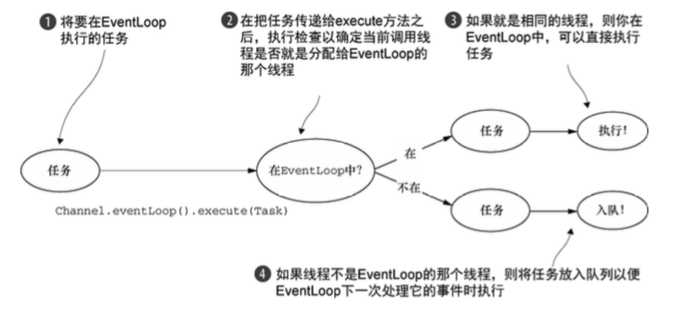 ❶ 将要在EventLoop
执行的任务
❷ 在把任务传递给execute方法之
后，执行检查以确定当前调用线
程是否就是分配给EventLoop的
那个线程
❸ 如果就是相同的线程，则你在
EventLoop中，可以直接执行
任务
任务
Channel.eventLoop().execute(Task)
在EventLoop中?
在
不在
任务
执行!
任务
入队!
❹ 如果线程不是EventLoop的那个线程，则将任务放入队列以便
EventLoop下一次处理它的事件时执行